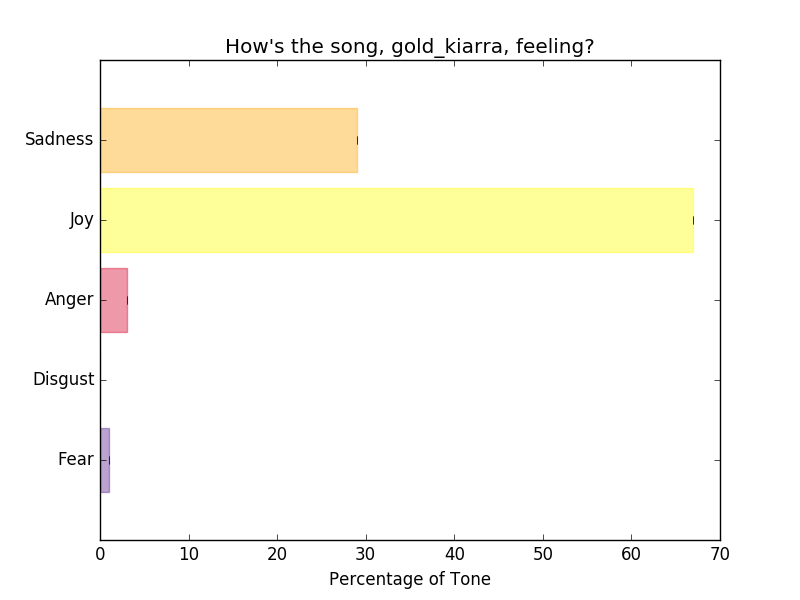 How's the song, gold_kiarra, feeling?
Sadness
Joy
Anger
Disgust
Fear
0 10 20 30 40 50 60 70
Percentage of Tone